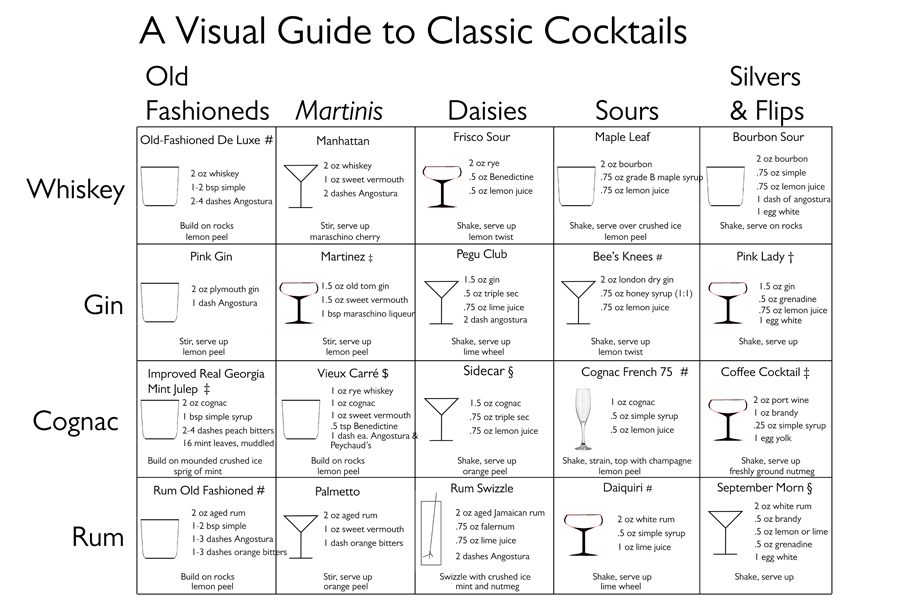 A Visual Guide to Classic Cocktails
Old
Fashioneds
Martinis
Daisies
Sours
Silvers
& Flips
Whiskey
Old-Fashioned De Luxe #
2 oz whiskey
1-2 bsp simple
2-4 dashes Angostura
Build on rocks
lemon peel
Manhattan
2 oz whiskey
1 oz sweet vermouth
2 dashes Angostura
Stir, serve up
maraschino cherry
Frisco Sour
2 oz rye
.5 oz Benedictine
.5 oz lemon juice
Shake, serve up
lemon twist
Maple Leaf
2 oz bourbon
.75 oz grade B maple syrup
.75 oz lemon juice
Shake, serve over crushed ice
lemon peel
Bourbon Sour
2 oz bourbon
.75 oz simple
.75 oz lemon juice
1 dash of angostura
1 egg white
Shake, serve on rocks
Gin
Pink Gin
2 oz plymouth gin
1 dash Angostura
Stir, serve up
lemon peel
Martinez ‡
1.5 oz old tom gin
1.5 oz sweet vermouth
1 bsp maraschino liqueur
Stir, serve up
lemon peel
Pegu Club
1.5 oz gin
.5 oz triple sec
.75 oz lime juice
2 dash angostura
Shake, serve up
lime wheel
Bee's Knees #
2 oz london dry gin
.75 oz honey syrup (1:1)
.75 oz lemon juice
Shake, serve up
lemon twist
Pink Lady †
1.5 oz gin
.5 oz grenadine
.75 oz lemon juice
1 egg white
Shake, serve up
Cognac
Improved Real Georgia
Mint Julep ‡
2 oz cognac
1 bsp simple syrup
2-4 dashes peach bitters
16 mint leaves, muddled
Build on mounded crushed ice
sprig of mint
Vieux Carré $
1 oz rye whiskey
1 oz cognac
1 oz sweet vermouth
.5 tsp Benedictine
1 dash ea. Angostura &
Peychaud's
Build on rocks
lemon peel
Sidecar §
1.5 oz cognac
.75 oz triple sec
.75 oz lemon juice
Shake, serve up
orange peel
Cognac French 75 #
1 oz cognac
.5 oz simple syrup
.5 oz lemon juice
Shake, strain, top with champagne
lemon peel
Coffee Cocktail ‡
2 oz port wine
1 oz brandy
.25 oz simple syrup
1 egg yolk
Shake, serve up
freshly ground nutmeg
Rum
Rum Old Fashioned #
2 oz aged rum
1-2 bsp simple
1-3 dashes Angostura
1-3 dashes orange bitters
Build on rocks
lemon peel
Palmetto
2 oz aged rum
1 oz sweet vermouth
1 dash orange bitters
Stir, serve up
orange peel
Rum Swizzle
2 oz aged Jamaican rum
.75 oz falernum
.75 oz lime juice
2 dashes Angostura
Swizzle with crushed ice
mint and nutmeg
Daiquiri #
2 oz white rum
.5 oz simple syrup
1 oz lime juice
Shake, serve up
lime wheel
September Morn §
2 oz white rum
.5 oz brandy
.5 oz lemon or lime
.5 oz grenadine
1 egg white
Shake, serve up